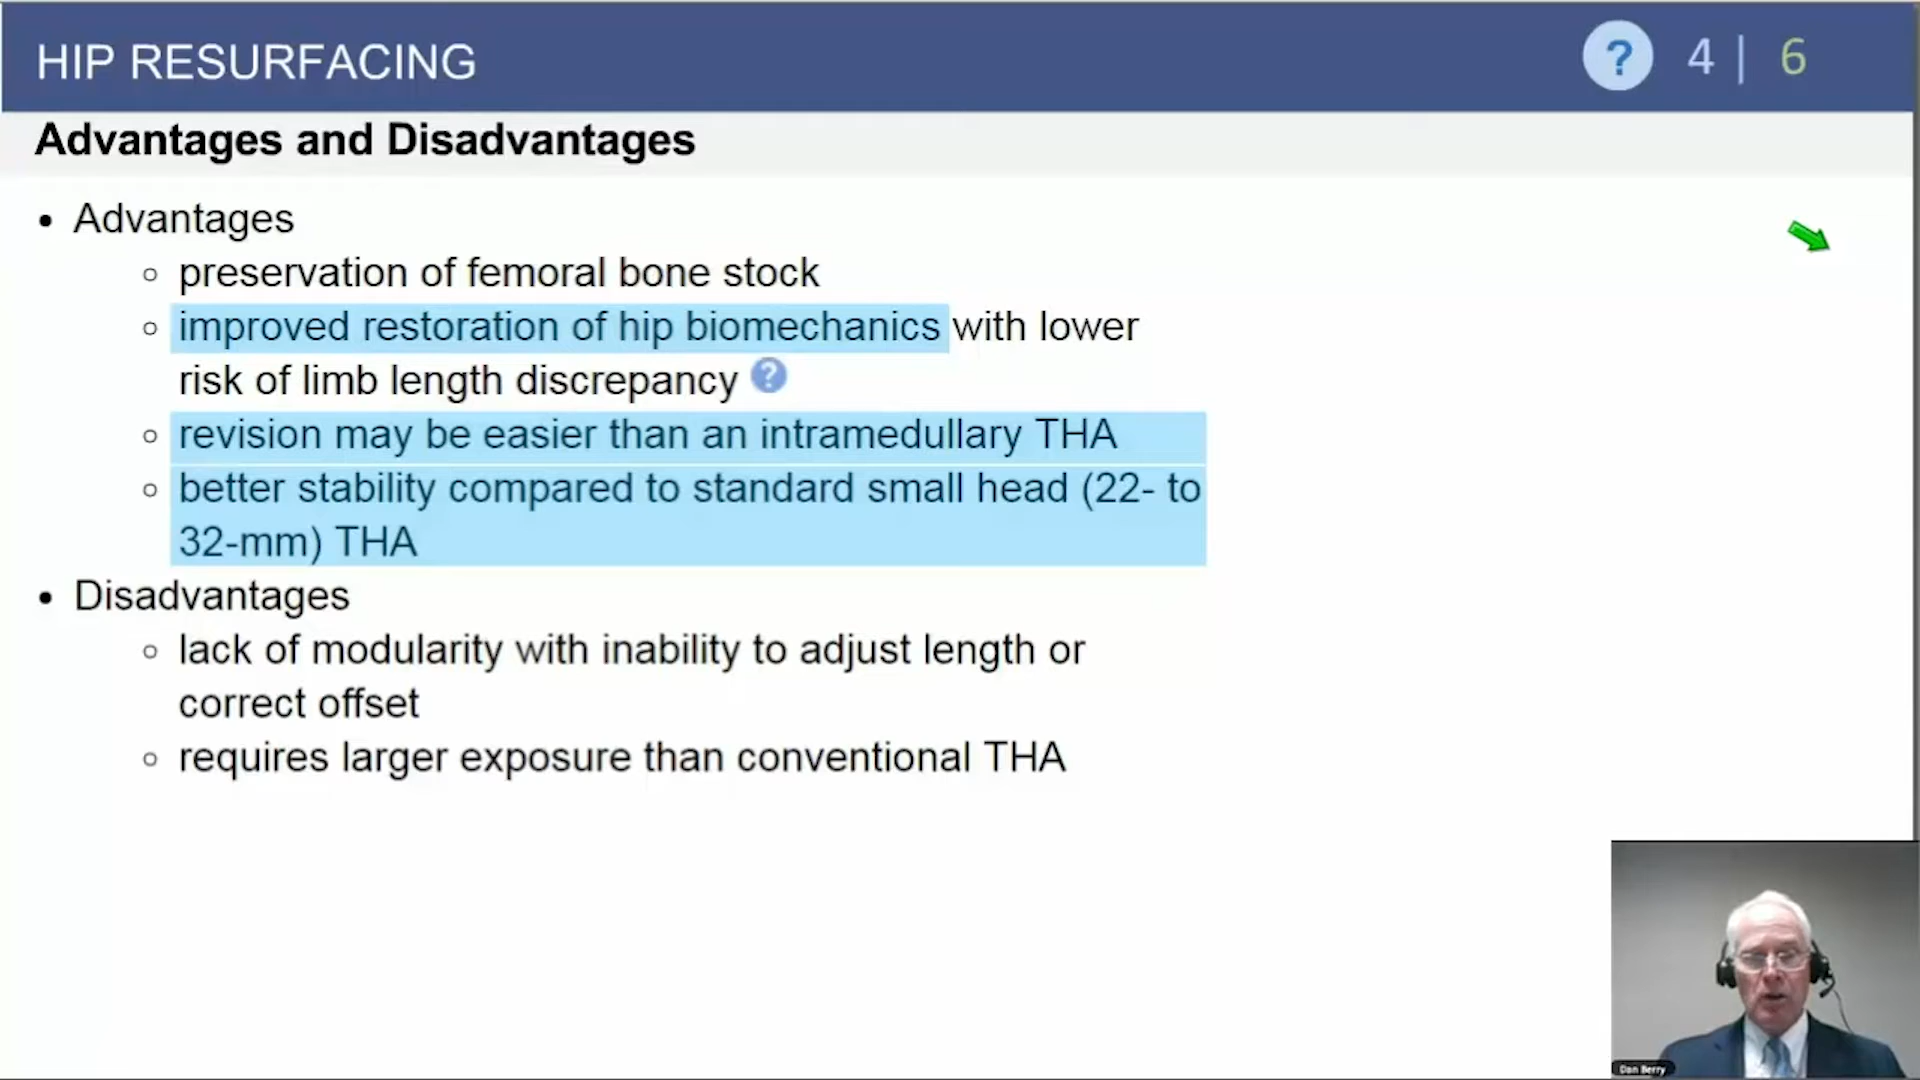 HIP RESURFACING
? 4 | 6
Advantages and Disadvantages
• Advantages
○ preservation of femoral bone stock
○ improved restoration of hip biomechanics with lower
risk of limb length discrepancy ?
○ revision may be easier than an intramedullary THA
○ better stability compared to standard small head (22- to
32-mm) THA
• Disadvantages
○ lack of modularity with inability to adjust length or
correct offset
○ requires larger exposure than conventional THA
Dan Berry